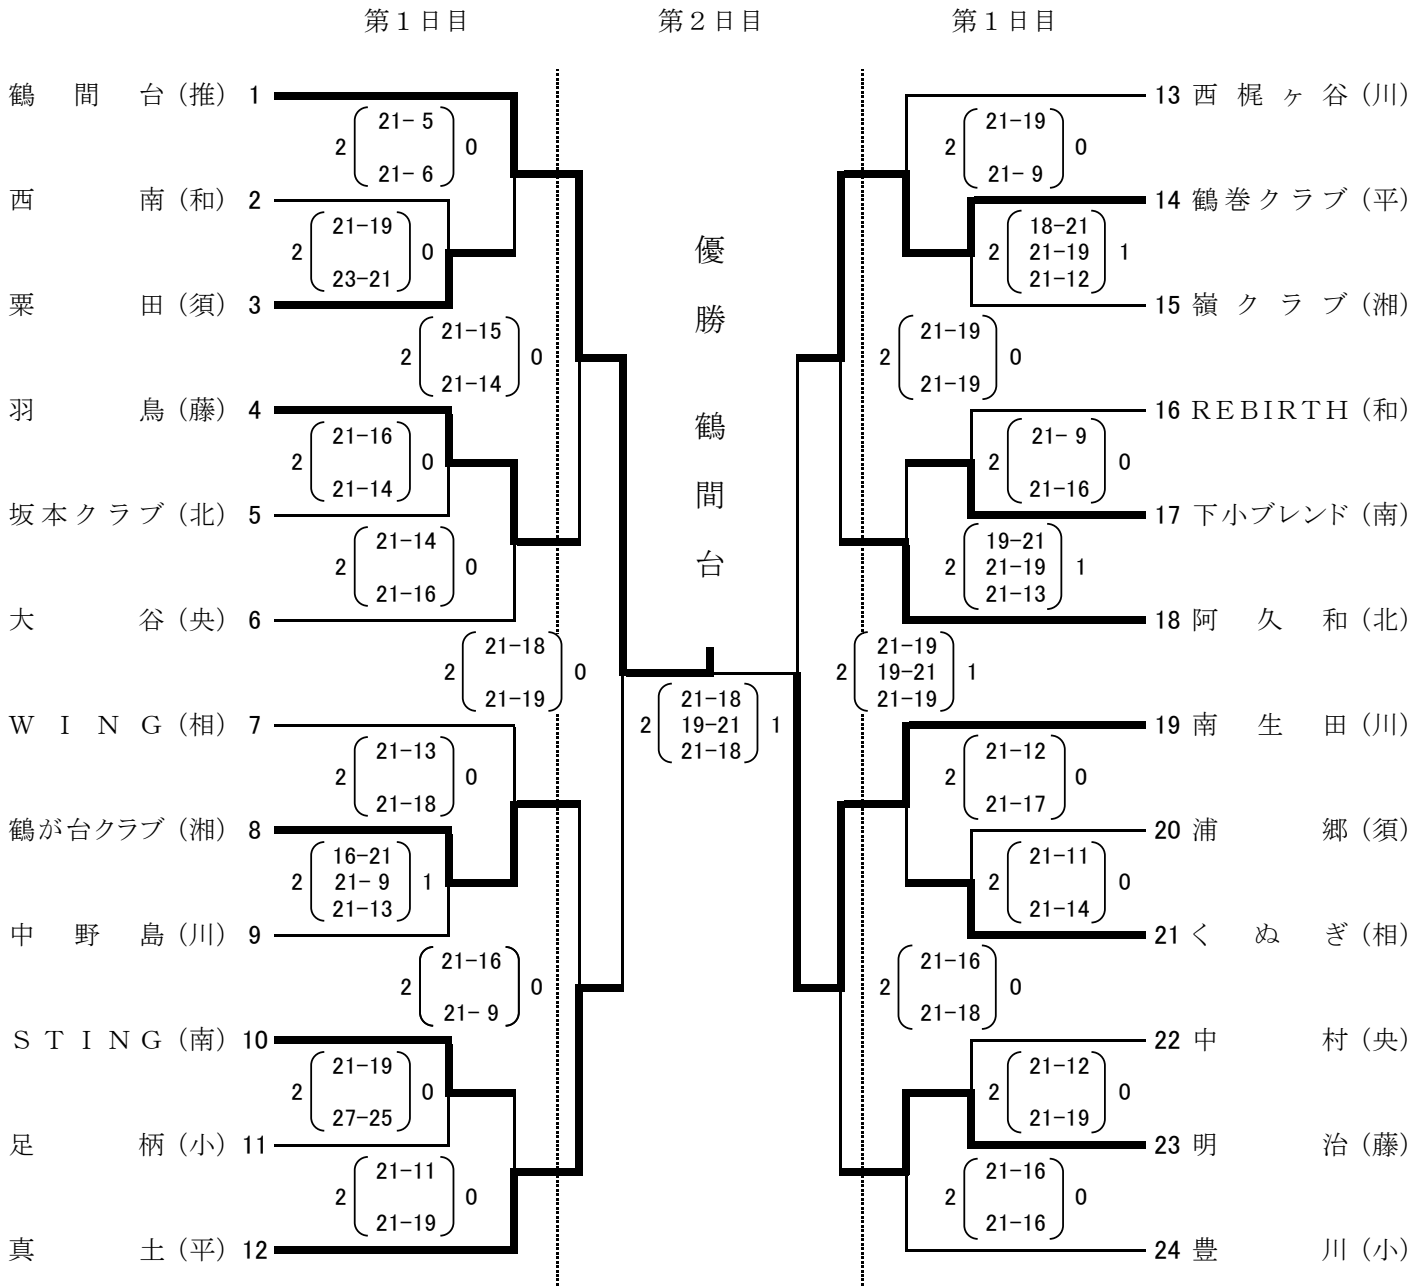 第１日目 第２日目 第１日目
鶴間台（推） 1
2 21- 5 0
21- 6
西南（和） 2
2 21-19 0
23-21
粟田（須） 3
2 21-15 0
21-14
羽鳥（藤） 4
2 21-16 0
21-14
坂本クラブ（北） 5
2 21-14 0
21-16
大谷（央） 6
2 21-18 0
21-19
ＷＩＮＧ（相） 7
2 21-13 0
21-18
鶴が台クラブ（湘） 8
16-21
2 21- 9 1
21-13
中野島（川） 9
2 21-16 0
21- 9
ＳＴＩＮＧ（南） 10
2 21-19 0
27-25
足柄（小） 11
2 21-11 0
21-19
真土（平） 12
優勝 鶴間台
21-18
2 19-21 1
21-18
13 西梶ヶ谷（川）
2 21-19 0
21- 9
14 鶴巻クラブ（平）
18-21
2 21-19 1
21-12
15 嶺クラブ（湘）
2 21-19 0
21-19
16 ＲＥＢＩＲＴＨ（和）
2 21- 9 0
21-16
17 下小ブレンド（南）
19-21
2 21-19 1
21-13
18 阿久和（北）
21-19
2 19-21 1
21-19
19 南生田（川）
2 21-12 0
21-17
20 浦郷（須）
2 21-11 0
21-14
21 くぬぎ（相）
2 21-16 0
21-18
22 中村（央）
2 21-12 0
21-19
23 明治（藤）
2 21-16 0
21-16
24 豊川（小）